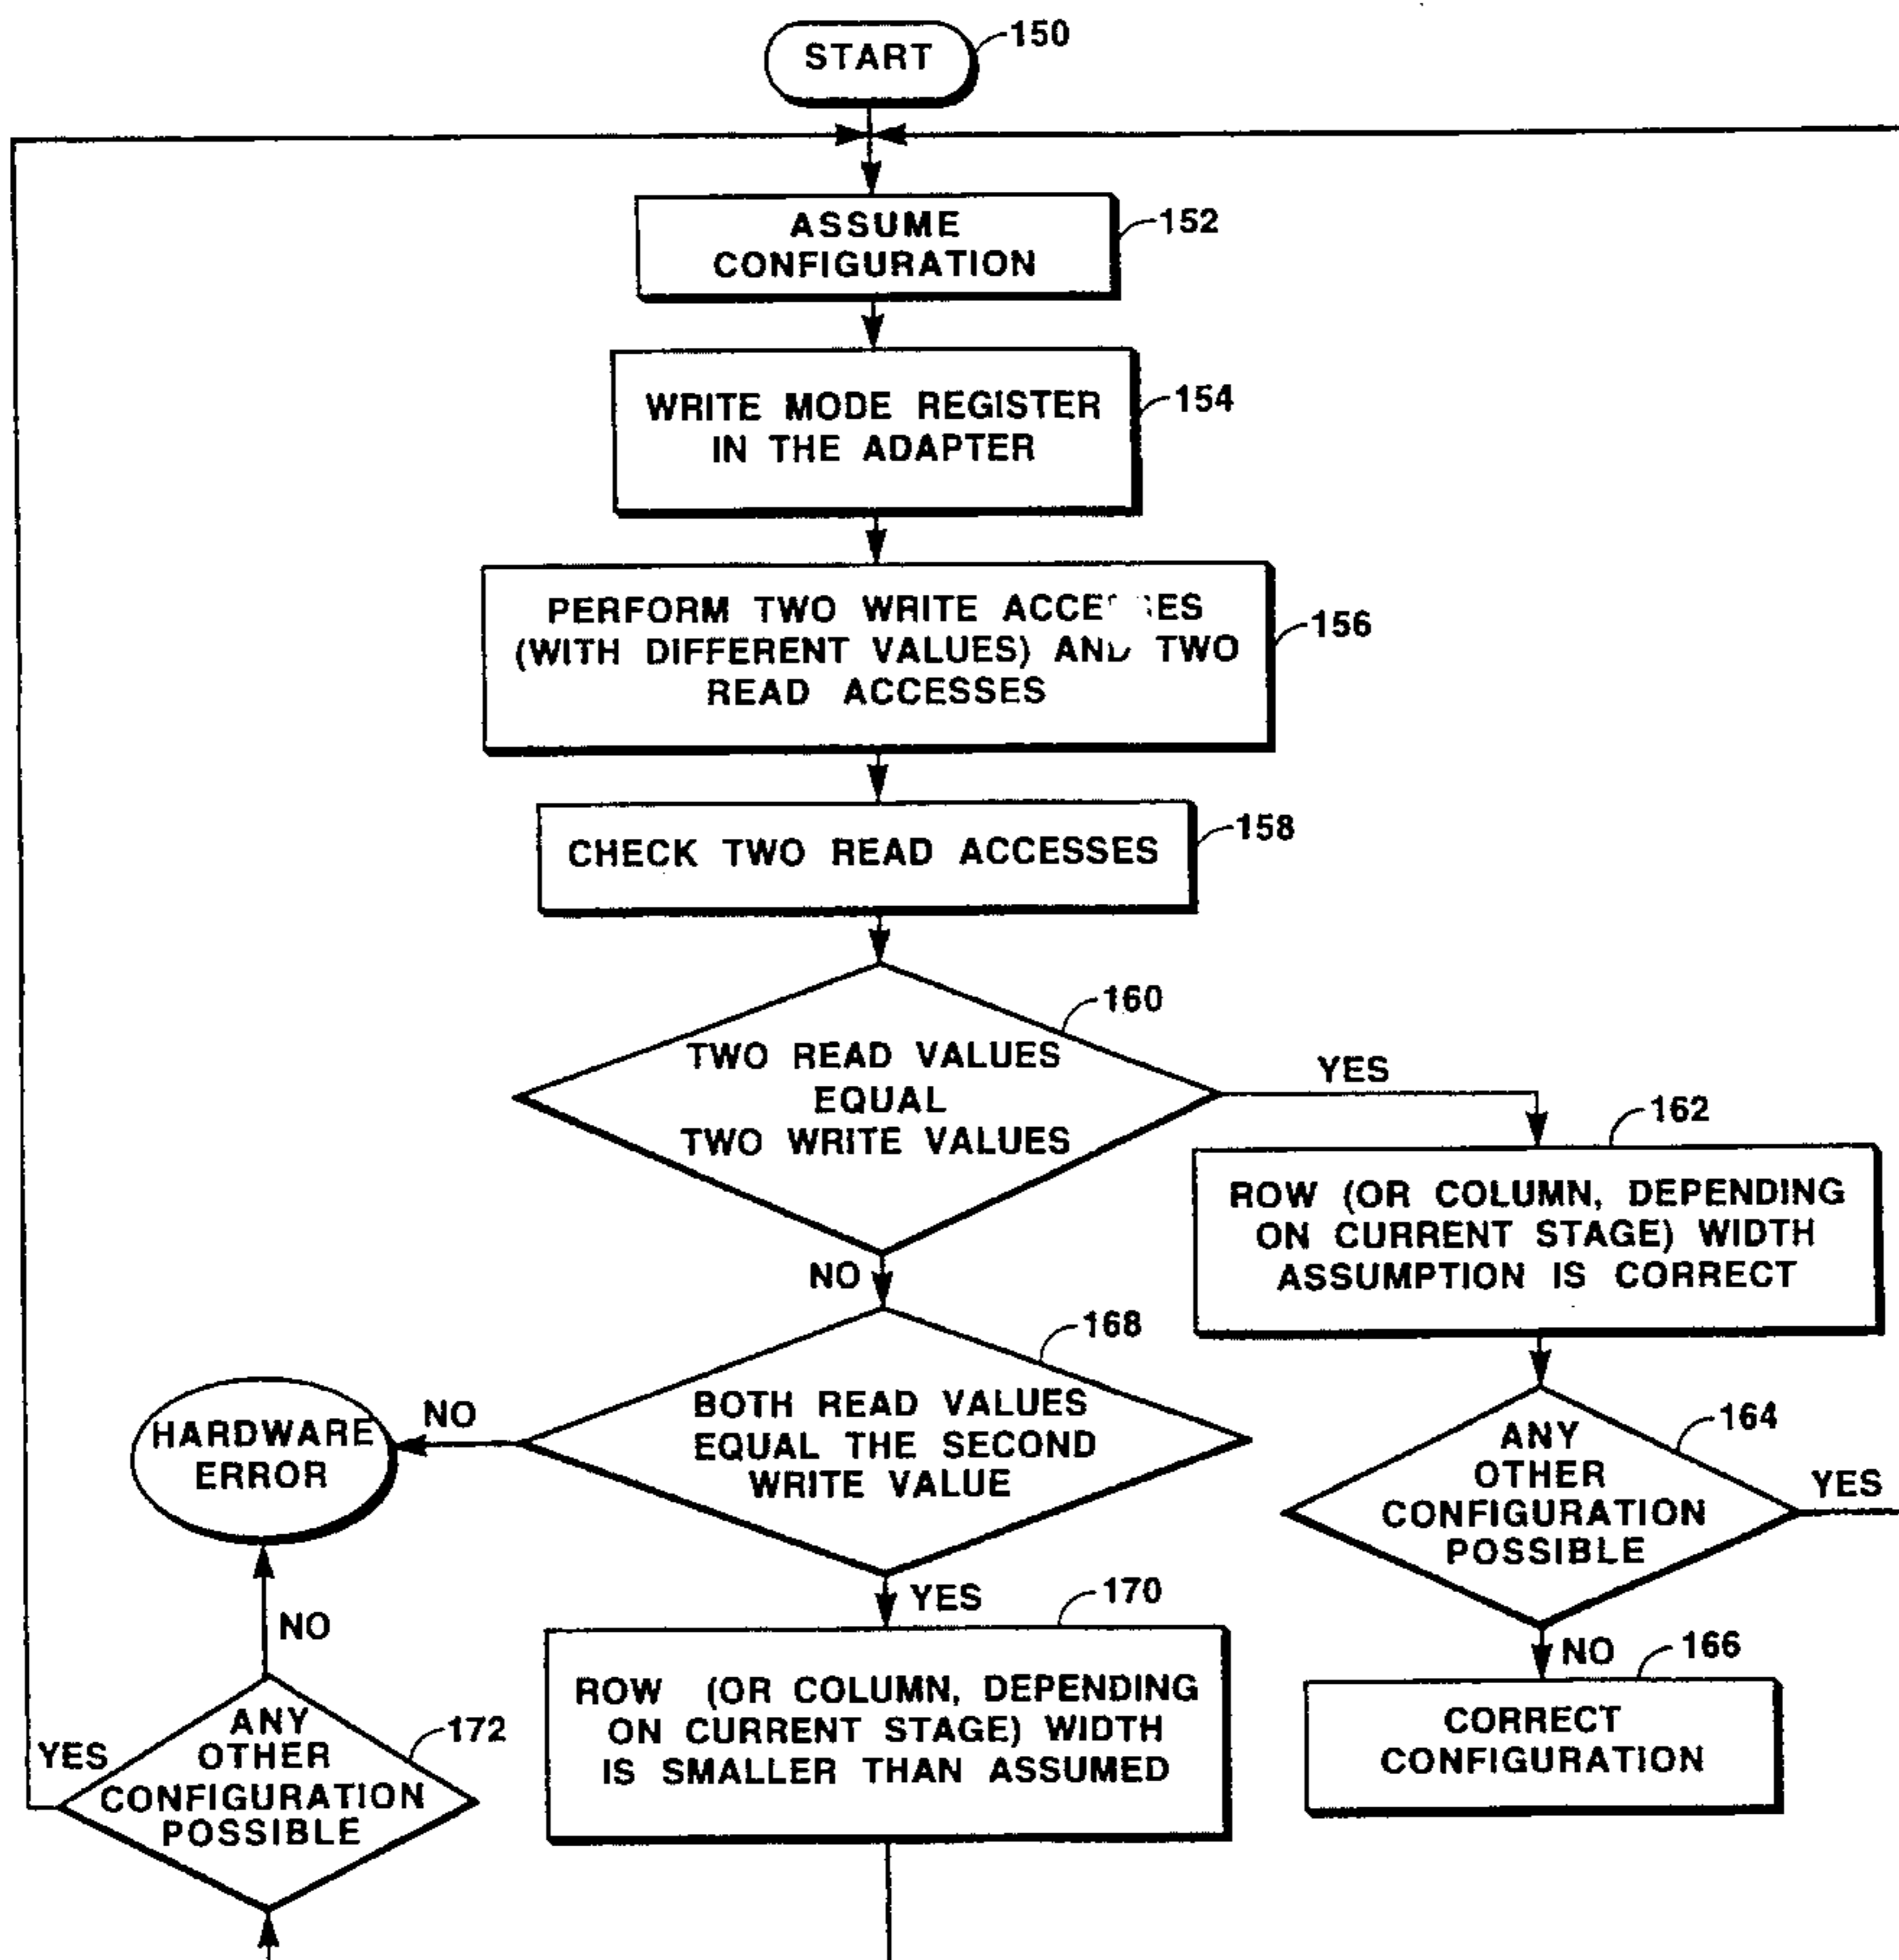 START
150
ASSUME
CONFIGURATION
152
WRITE MODE REGISTER
IN THE ADAPTER
154
PERFORM TWO WRITE ACCESSES
(WITH DIFFERENT VALUES) AND TWO
READ ACCESSES
156
CHECK TWO READ ACCESSES
158
160
TWO READ VALUES
EQUAL
TWO WRITE VALUES
YES
NO
162
ROW (OR COLUMN, DEPENDING
ON CURRENT STAGE) WIDTH
ASSUMPTION IS CORRECT
168
BOTH READ VALUES
EQUAL THE SECOND
WRITE VALUE
NO
HARDWARE
ERROR
YES
164
ANY
OTHER
CONFIGURATION
POSSIBLE
YES
NO
166
CORRECT
CONFIGURATION
170
ROW (OR COLUMN, DEPENDING
ON CURRENT STAGE) WIDTH
IS SMALLER THAN ASSUMED
NO
172
ANY
OTHER
CONFIGURATION
POSSIBLE
YES